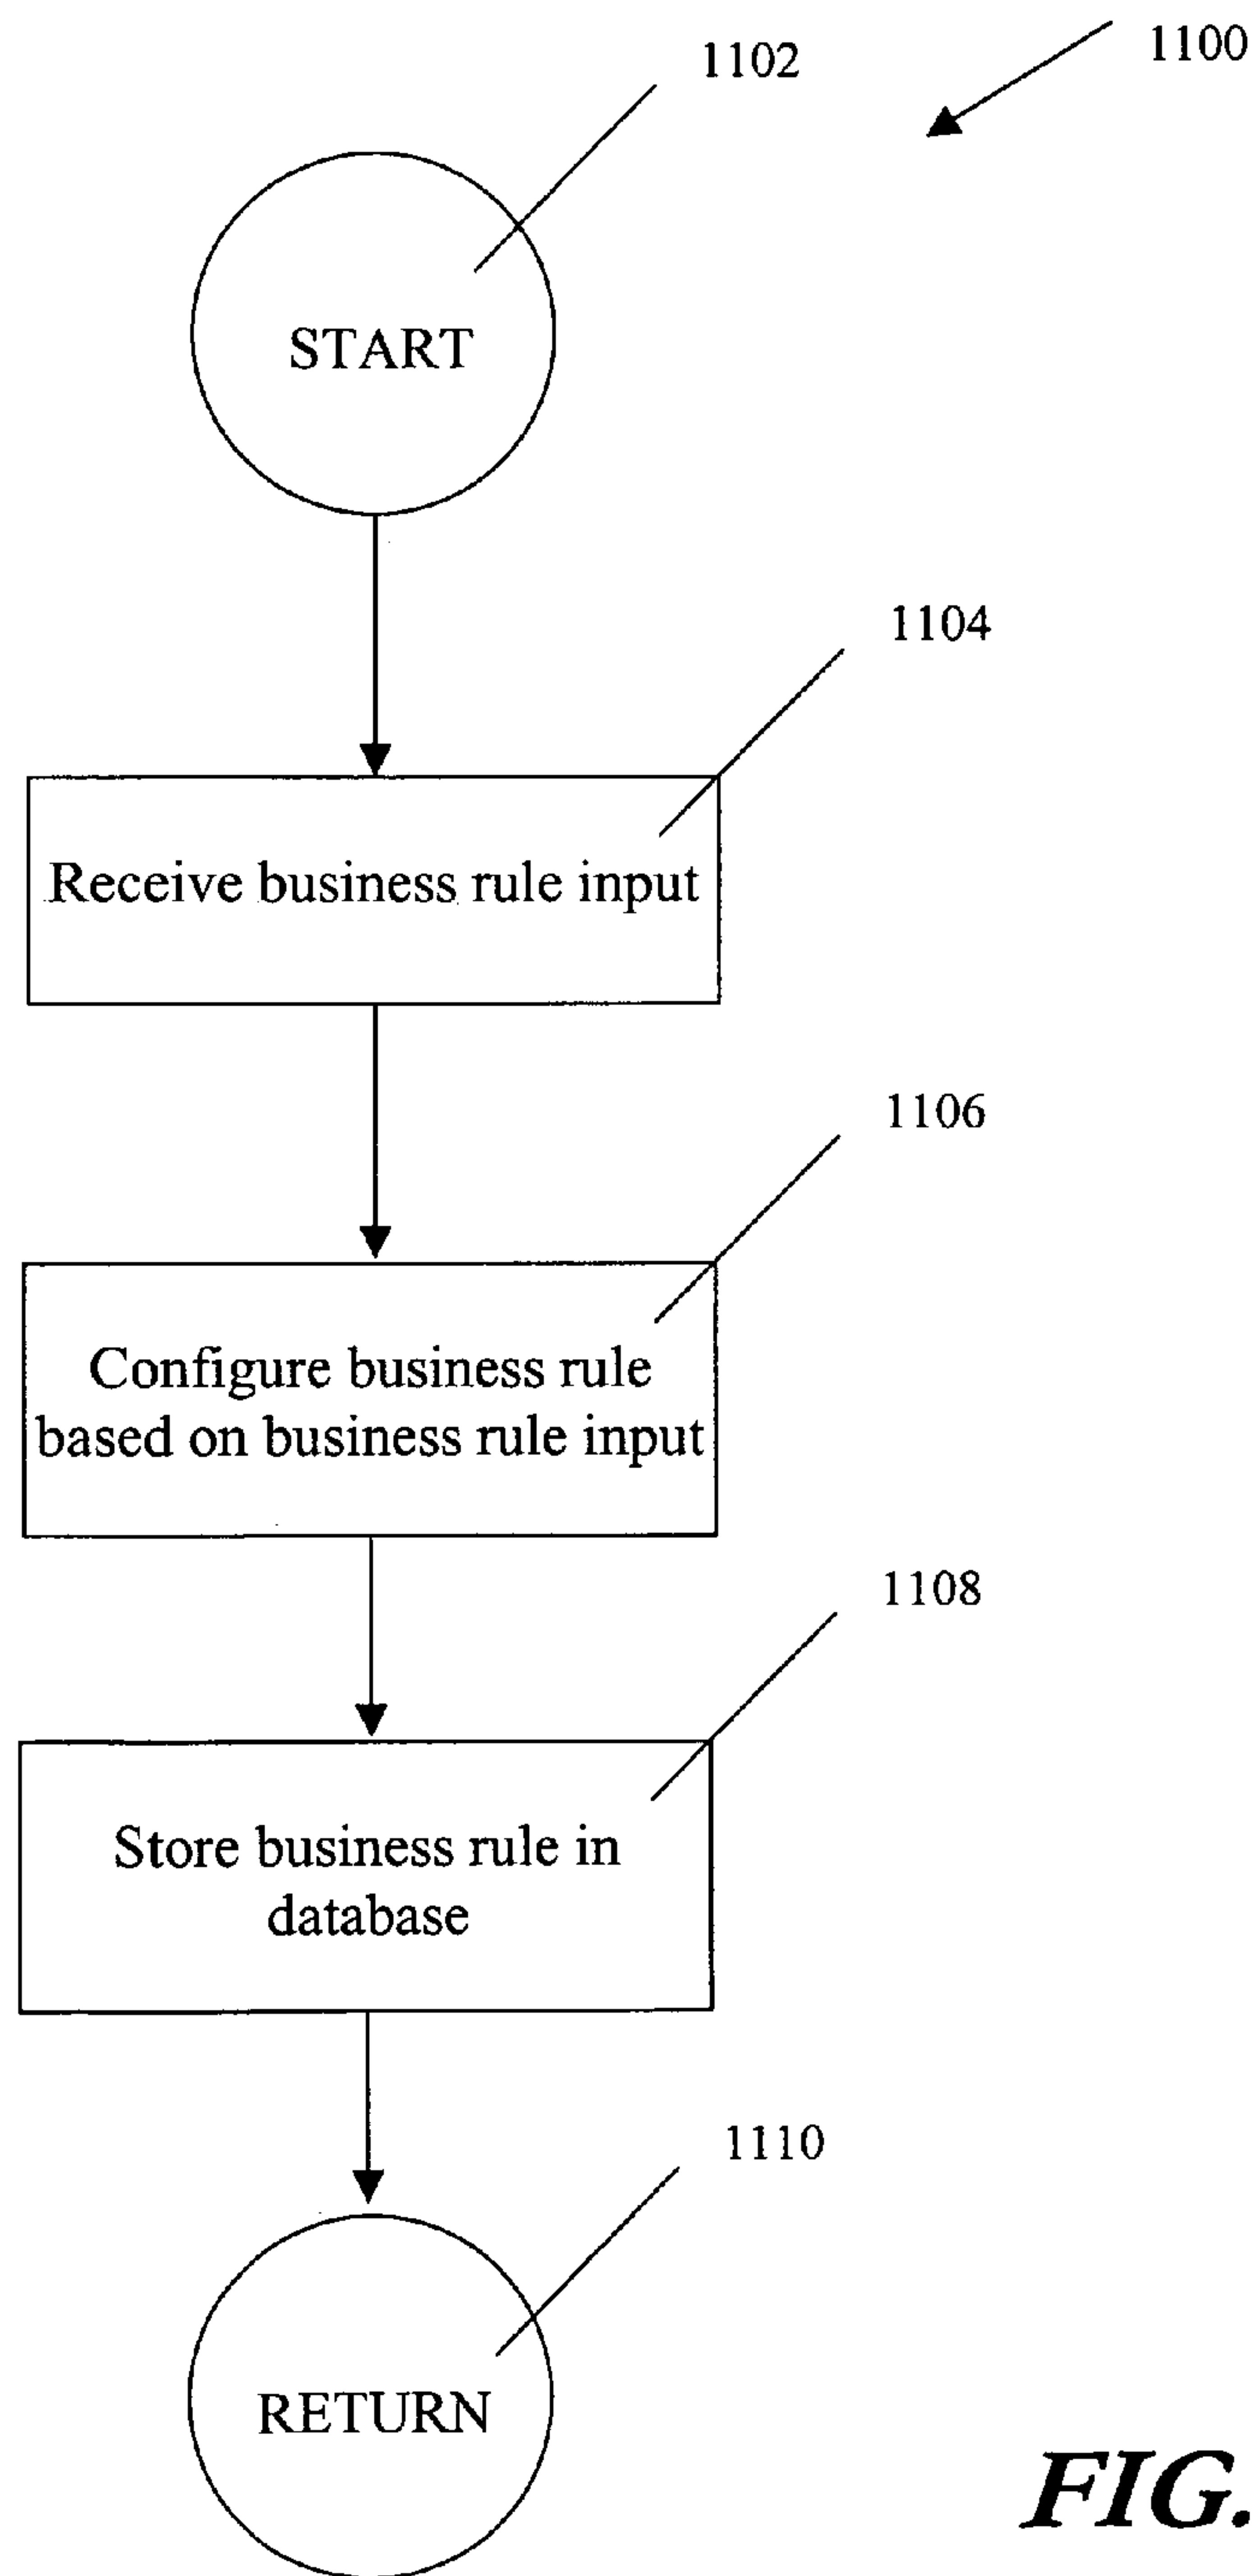 1100
1102
START
1104
Receive business rule input
1106
Configure business rule
based on business rule input
1108
Store business rule in
database
1110
RETURN
FIG.